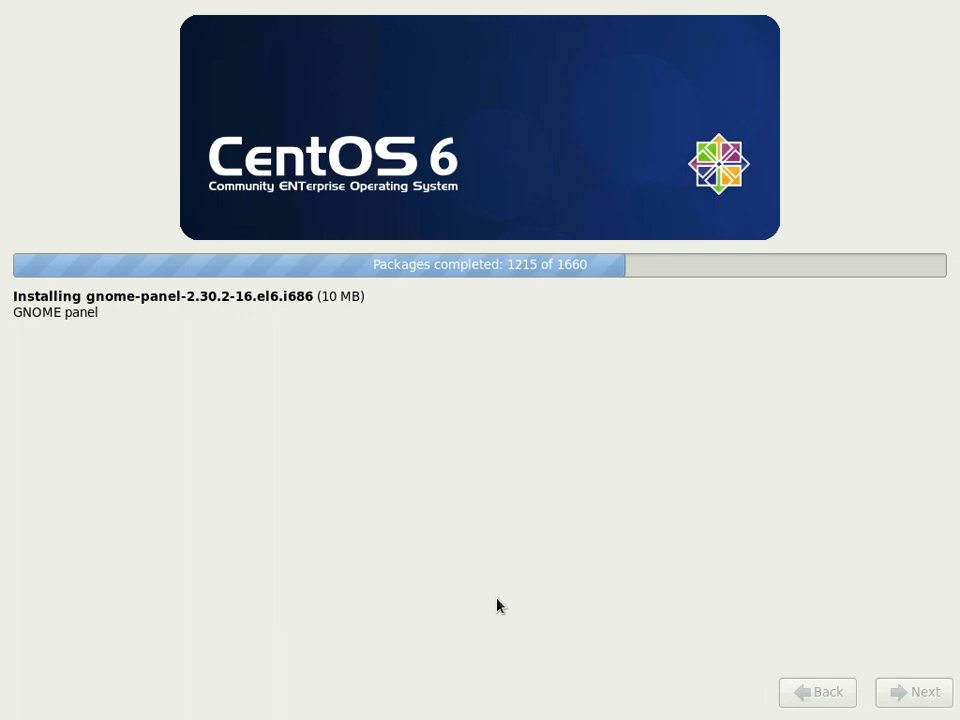 CentOS 6
Community ENTerprise Operating System
Packages completed: 1215 of 1660
Installing gnome-panel-2.30.2-16.el6.i686 (10 MB)
GNOME panel
Back
Next